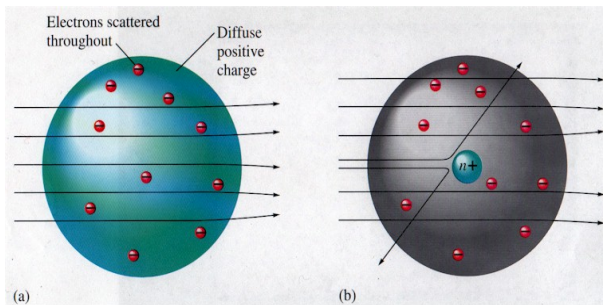 Electrons scattered
throughout
Diffuse
positive
charge
n+
(a)
(b)